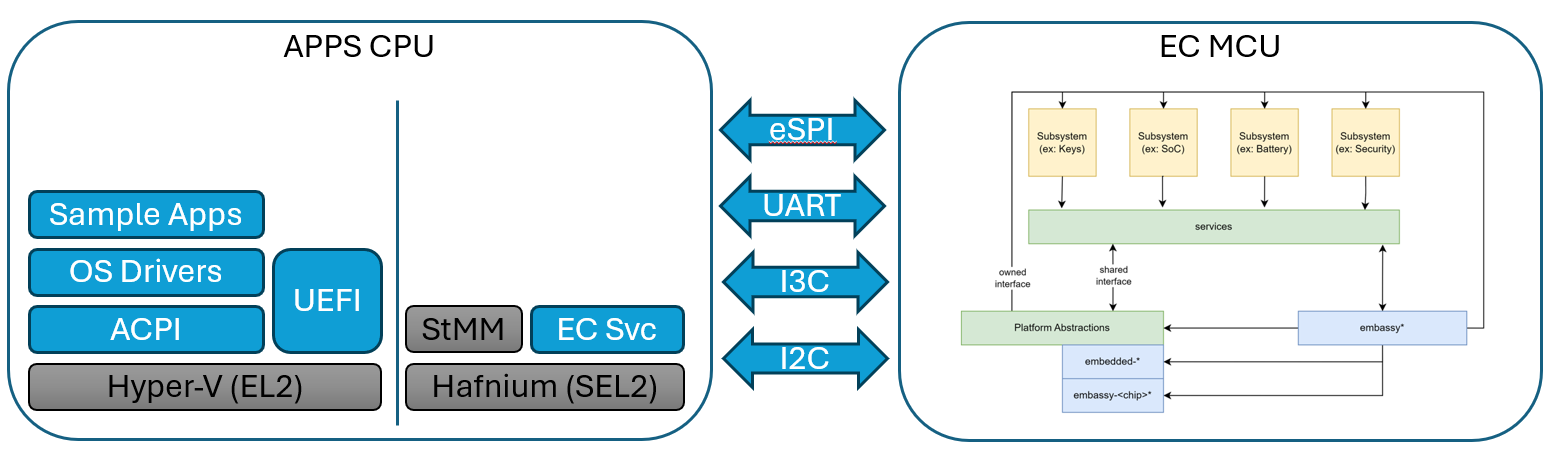 APPS CPU
Sample Apps
OS Drivers
ACPI
UEFI
Hyper-V (EL2)
StMM
EC Svc
Hafnium (SEL2)
eSPI
UART
I3C
I2C
EC MCU
Subsystem
(ex: Keys)
Subsystem
(ex: SoC)
Subsystem
(ex: Battery)
Subsystem
(ex: Security)
services
owned
interface
shared
interface
Platform Abstractions
embassy*
embedded-*
embassy-<chip>*